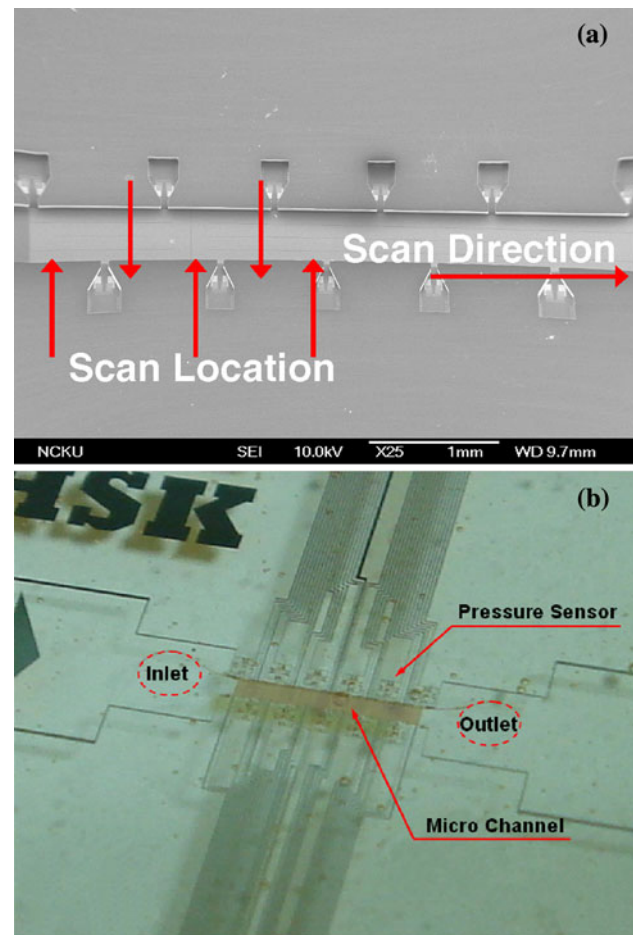 (a)
Scan Direction
Scan Location
NCKU SEI 10.0kV X25 1mm WD 9.7mm
(b)
HSK
Pressure Sensor
Inlet
Outlet
Micro Channel